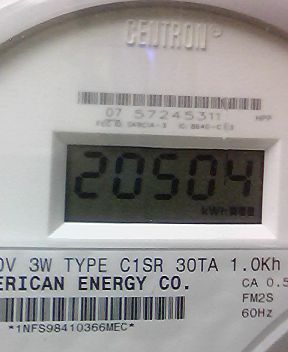 CENTRON®
07 57245311 HPP
20504
kWh
0V 3W TYPE C1SR 30TA 1.0Kh
ERICAN ENERGY CO. CA 0.5
FM2S
*1NFS98410366MEC* 60Hz